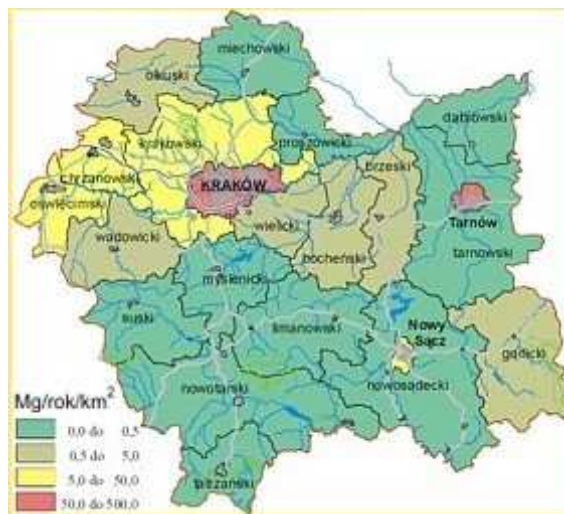 miechowski
olkuski
dąbrowski
krakowski
proszowicki
brzeski
chrzanowski
KRAKÓW
oświęcimski
Tarnów
wielicki
wadowicki
bocheński
tarnowski
myślenicki
suski
limanowski
Nowy
Sącz
gorlicki
nowotarski
nowosądecki
Mg/rok/km²
0,0 do 0,5
0,5 do 5,0
5,0 do 50,0
tatrzański
50,0 do 500,0